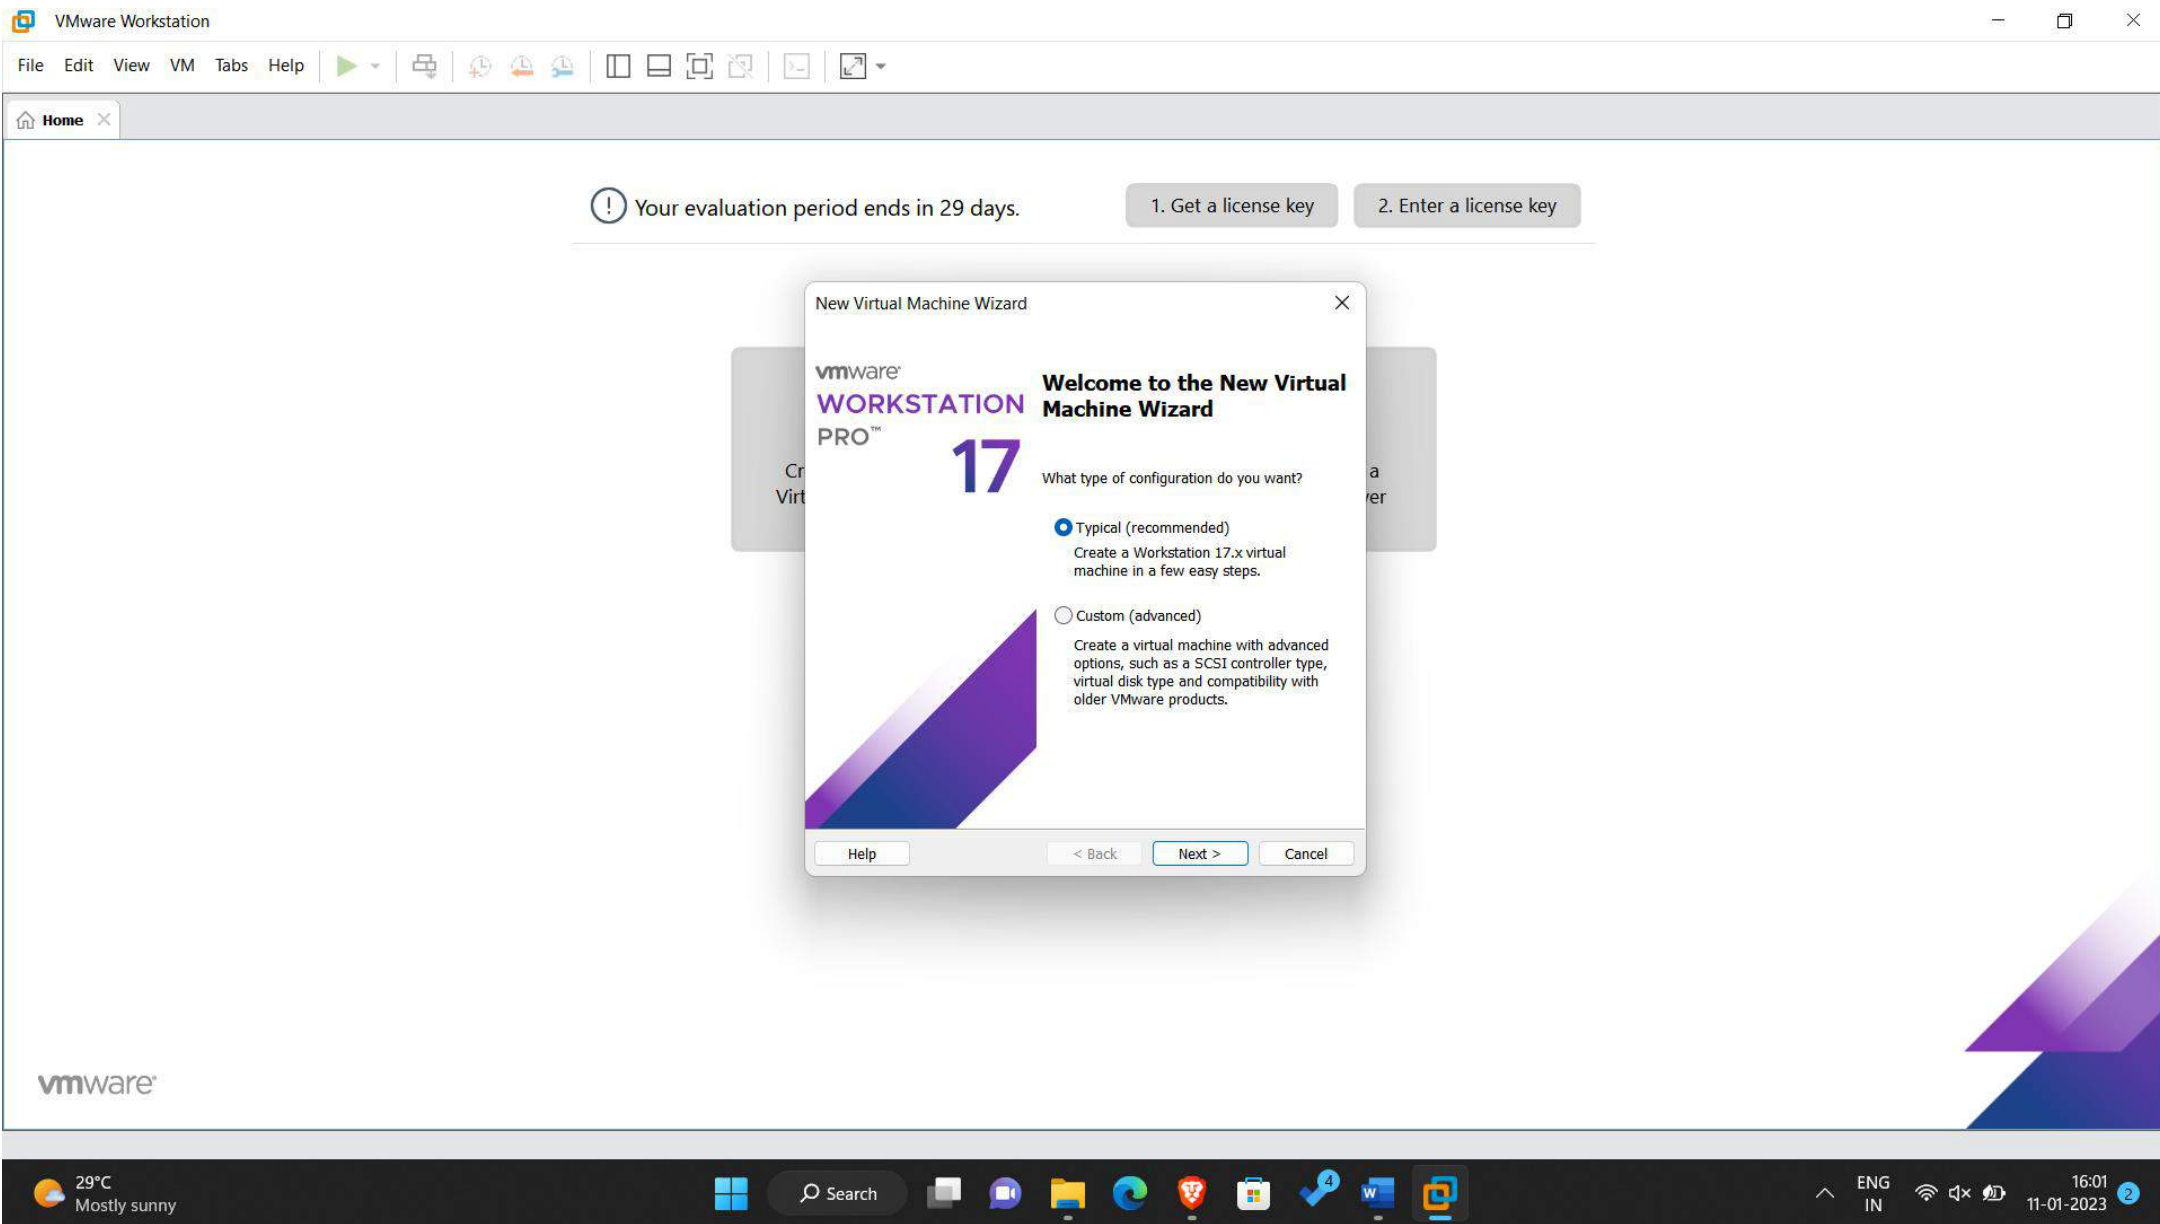 VMware Workstation
File Edit View VM Tabs Help
Home
Your evaluation period ends in 29 days.
1. Get a license key
2. Enter a license key
New Virtual Machine Wizard
vmware
WORKSTATION
PRO™
17
Welcome to the New Virtual
Machine Wizard
What type of configuration do you want?
Typical (recommended)
Create a Workstation 17.x virtual
machine in a few easy steps.
Custom (advanced)
Create a virtual machine with advanced
options, such as a SCSI controller type,
virtual disk type and compatibility with
older VMware products.
Cr
Virt
a
ver
Help
< Back
Next >
Cancel
vmware
29°C
Mostly sunny
Search
4
W
ENG
IN
16:01
11-01-2023
2